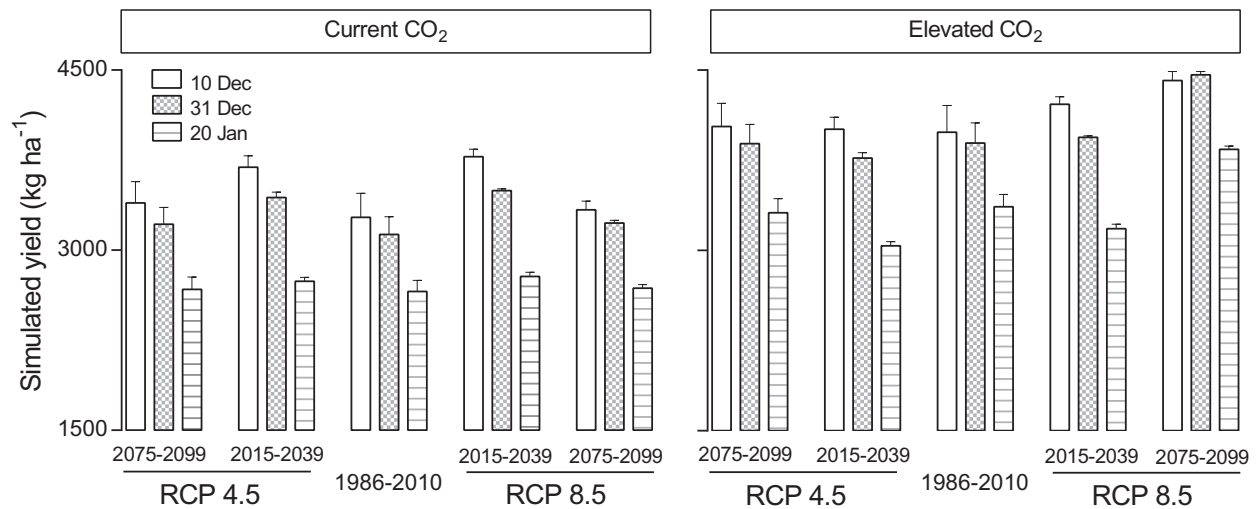 Current CO2
Elevated CO2
Simulated yield (kg ha-1)
4500
3000
1500
10 Dec
31 Dec
20 Jan
2075-2099
2015-2039
1986-2010
2015-2039
2075-2099
RCP 4.5
RCP 8.5
2075-2099
2015-2039
1986-2010
2015-2039
2075-2099
RCP 4.5
RCP 8.5